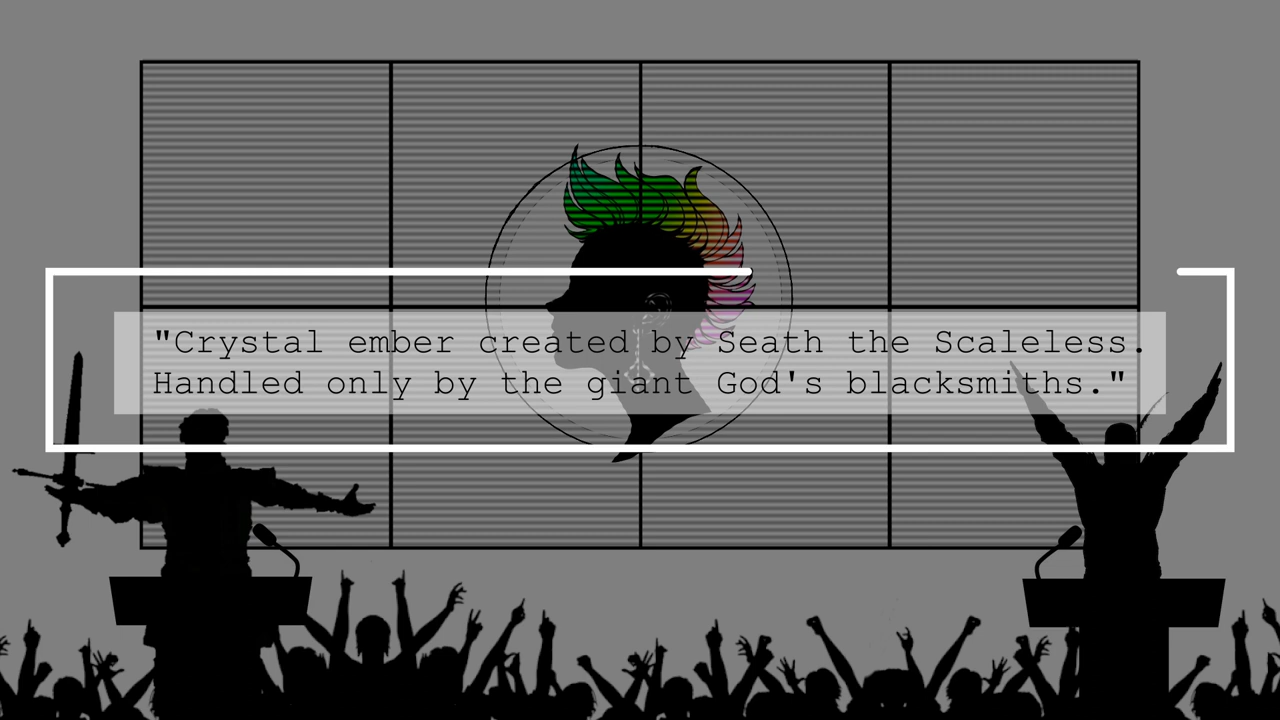 "Crystal ember created by Seath the Scaleless.
Handled only by the giant God's blacksmiths."